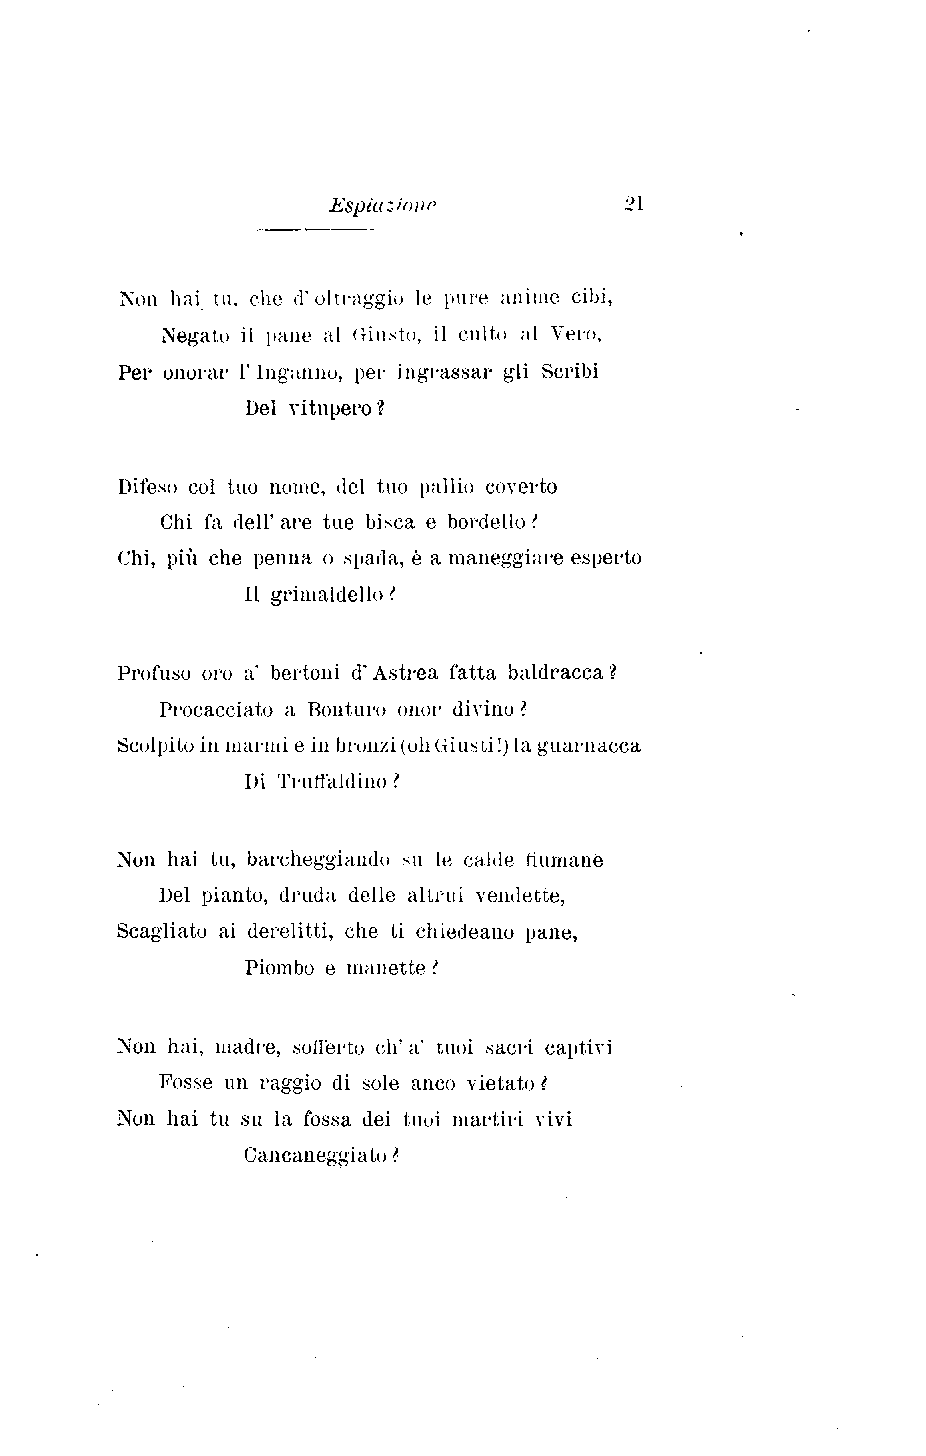 Espiazione 21
Non hai tu, che d'oltraggio le pure anime cibi,
Negato il pane al Giusto, il culto al Vero,
Per onorar l'Inganno, per ingrassar gli Scribi
Del vitupero?
Difeso col tuo nome, del tuo pallio coverto
Chi fa dell'are tue bisca e bordello?
Chi, più che penna o spada, è a maneggiare esperto
Il grimaldello?
Profuso oro a' bertoni d'Astrea fatta baldracca?
Procacciato a Bonturo onor divino?
Scolpito in marmi e in bronzi (oh Giusti!) la guarnacca
Di Truffaldino?
Non hai tu, barcheggiando su le calde fiumane
Del pianto, druda delle altrui vendette,
Scagliato ai derelitti, che ti chiedeano pane,
Piombo e manette?
Non hai, madre, sofferto ch'a' tuoi sacri captivi
Fosse un raggio di sole anco vietato?
Non hai tu su la fossa dei tuoi martiri vivi
Cancaneggiato?